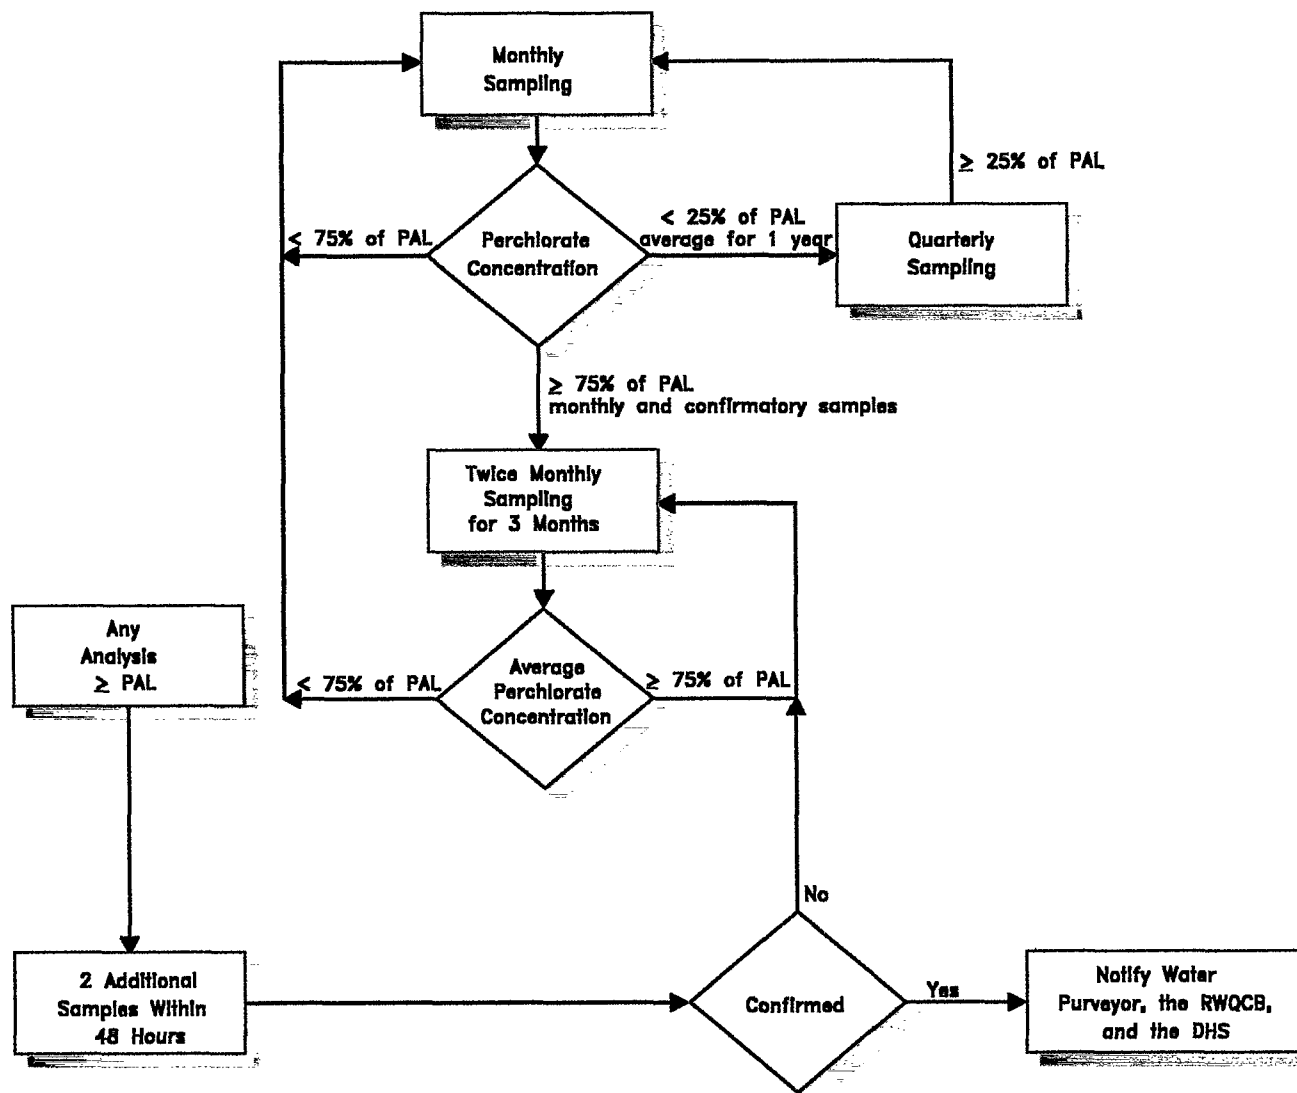 Monthly
Sampling
≥ 25% of PAL
< 75% of PAL
Perchlorate
Concentration
< 25% of PAL
average for 1 year
Quarterly
Sampling
≥ 75% of PAL
monthly and confirmatory samples
Twice Monthly
Sampling
for 3 Months
Any
Analysis
≥ PAL
< 75% of PAL
Average
Perchlorate
Concentration
≥ 75% of PAL
No
2 Additional
Samples Within
48 Hours
Confirmed
Yes
Notify Water
Purveyor, the RWQCB,
and the DHS